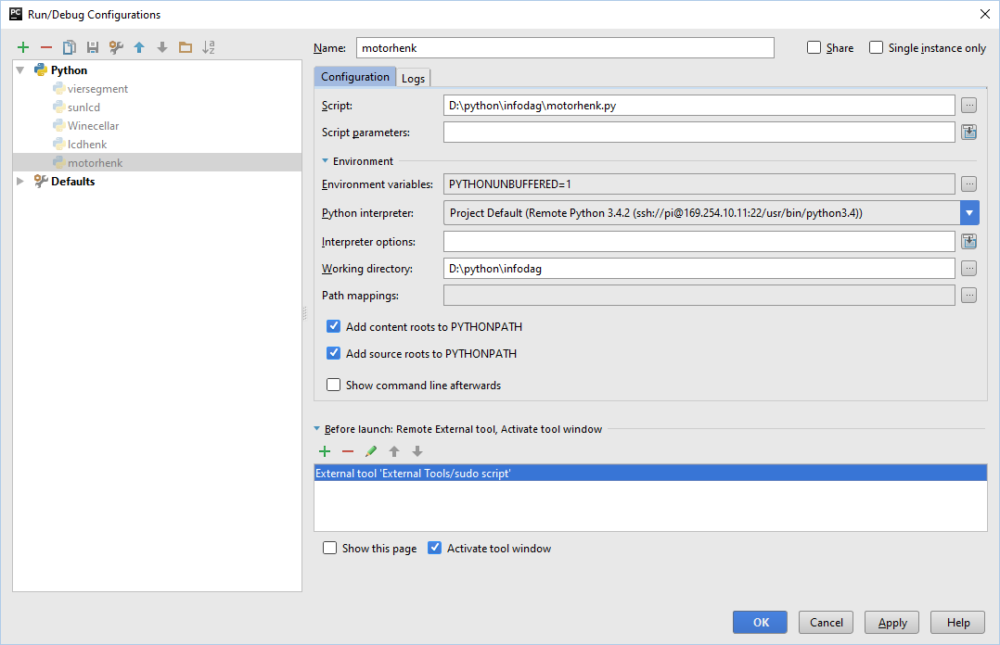 PC Run/Debug Configurations
Name: motorhenk Share Single instance only
Python
viersegment
sunlcd
Winecellar
lcdhenk
motorhenk
Defaults
Configuration Logs
Script: D:\python\infodag\motorhenk.py
Script parameters:
Environment
Environment variables: PYTHONUNBUFFERED=1
Python interpreter: Project Default (Remote Python 3.4.2 (ssh://pi@169.254.10.11:22/usr/bin/python3.4))
Interpreter options:
Working directory: D:\python\infodag
Path mappings:
Add content roots to PYTHONPATH
Add source roots to PYTHONPATH
Show command line afterwards
Before launch: Remote External tool, Activate tool window
External tool 'External Tools/sudo script'
Show this page Activate tool window
OK Cancel Apply Help